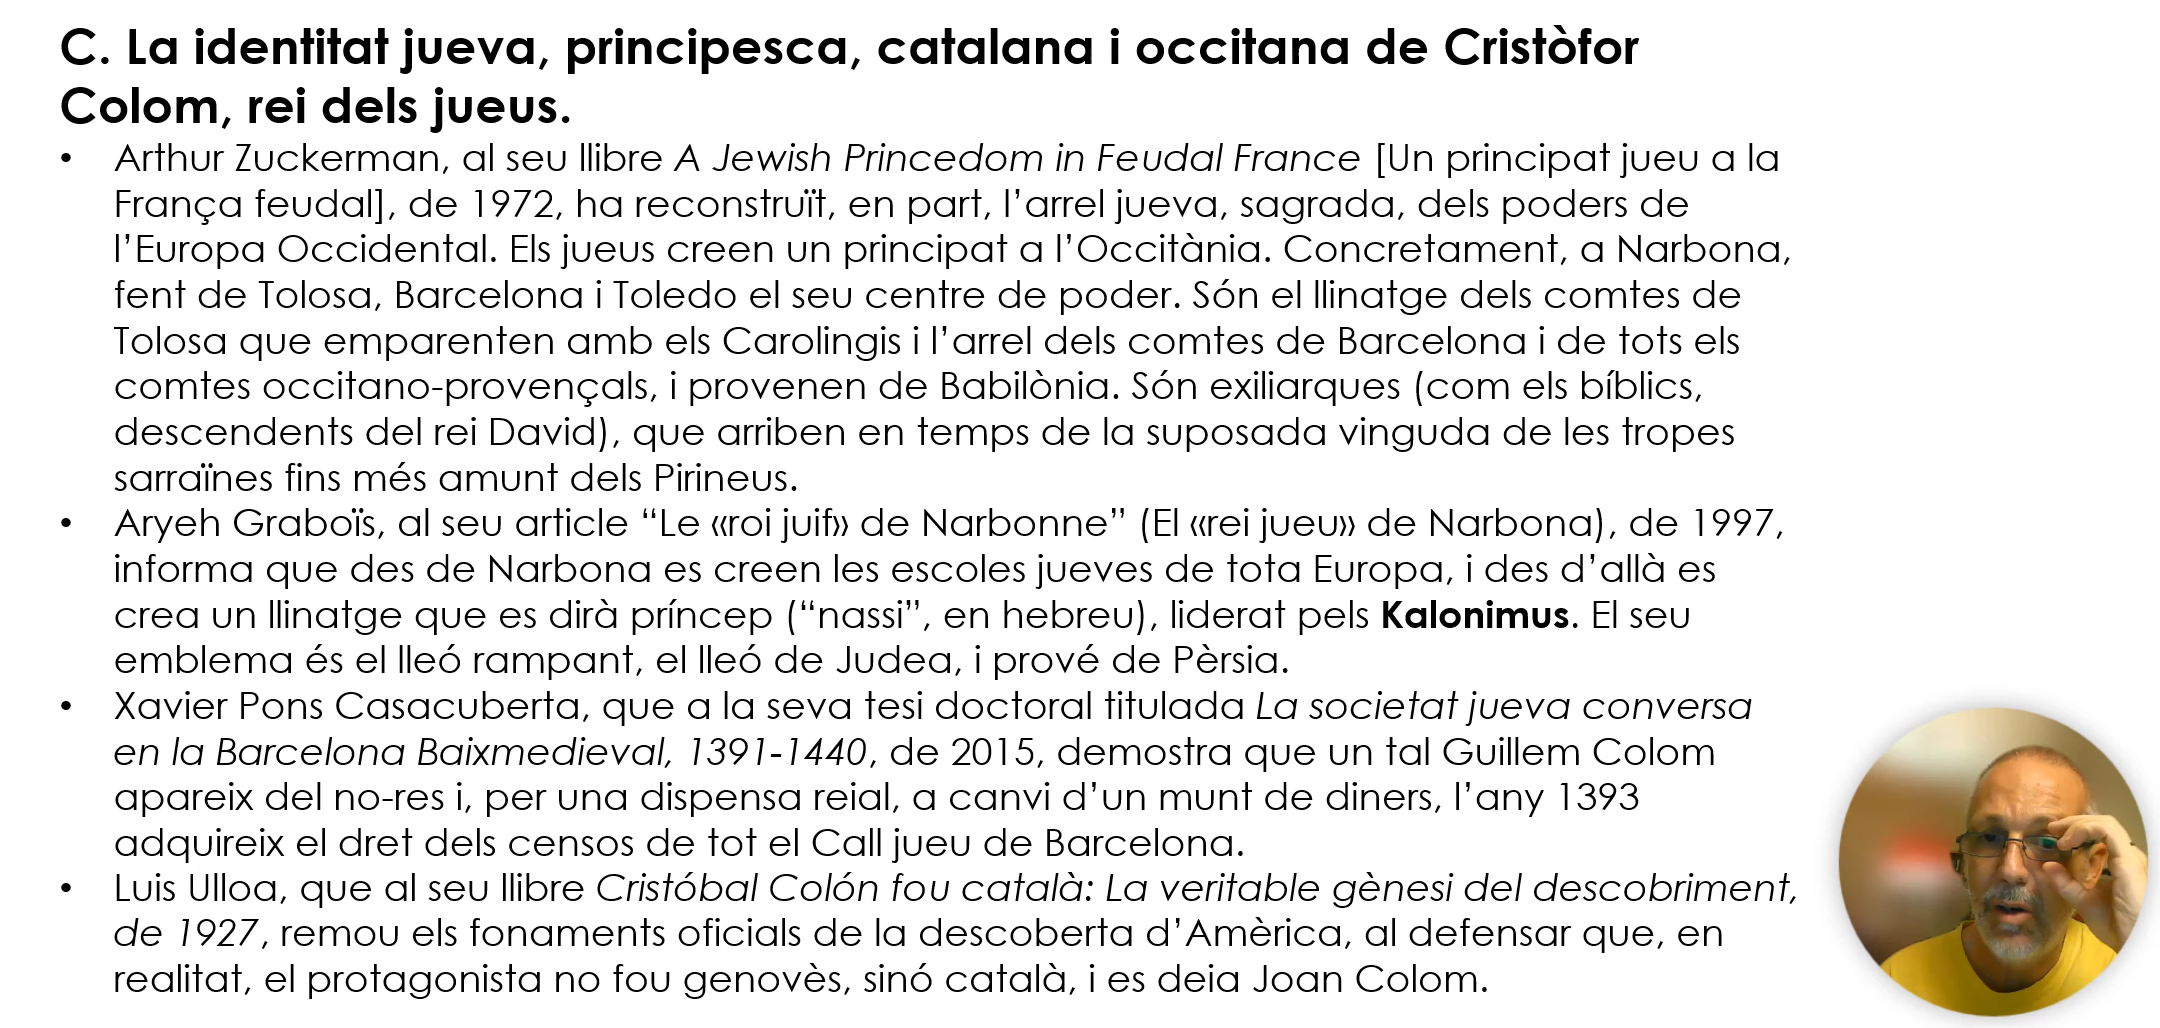 C. La identitat jueva, principesca, catalana i occitana de Cristòfor
Colom, rei dels jueus.
• Arthur Zuckerman, al seu llibre A Jewish Princedom in Feudal France [Un principat jueu a la
França feudal], de 1972, ha reconstruït, en part, l’arrel jueva, sagrada, dels poders de
l’Europa Occidental. Els jueus creen un principat a l’Occitània. Concretament, a Narbona,
fent de Tolosa, Barcelona i Toledo el seu centre de poder. Són el llinatge dels comtes de
Tolosa que emparenten amb els Carolingis i l’arrel dels comtes de Barcelona i de tots els
comtes occitano-provençals, i provenen de Babilònia. Són exiliarques (com els bíblics,
descendents del rei David), que arriben en temps de la suposada vinguda de les tropes
sarraïnes fins més amunt dels Pirineus.
• Aryeh Graboïs, al seu article “Le «roi juif» de Narbonne” (El «rei jueu» de Narbona), de 1997,
informa que des de Narbona es creen les escoles jueves de tota Europa, i des d’allà es
crea un llinatge que es dirà príncep (“nassi”, en hebreu), liderat pels Kalonimus. El seu
emblema és el lleó rampant, el lleó de Judea, i prové de Pèrsia.
• Xavier Pons Casacuberta, que a la seva tesi doctoral titulada La societat jueva conversa
en la Barcelona Baixmedieval, 1391-1440, de 2015, demostra que un tal Guillem Colom
apareix del no-res i, per una dispensa reial, a canvi d’un munt de diners, l’any 1393
adquireix el dret dels censos de tot el Call jueu de Barcelona.
• Luis Ulloa, que al seu llibre Cristóbal Colón fou català: La veritable gènesi del descobriment,
de 1927, remou els fonaments oficials de la descoberta d’Amèrica, al defensar que, en
realitat, el protagonista no fou genovès, sinó català, i es deia Joan Colom.